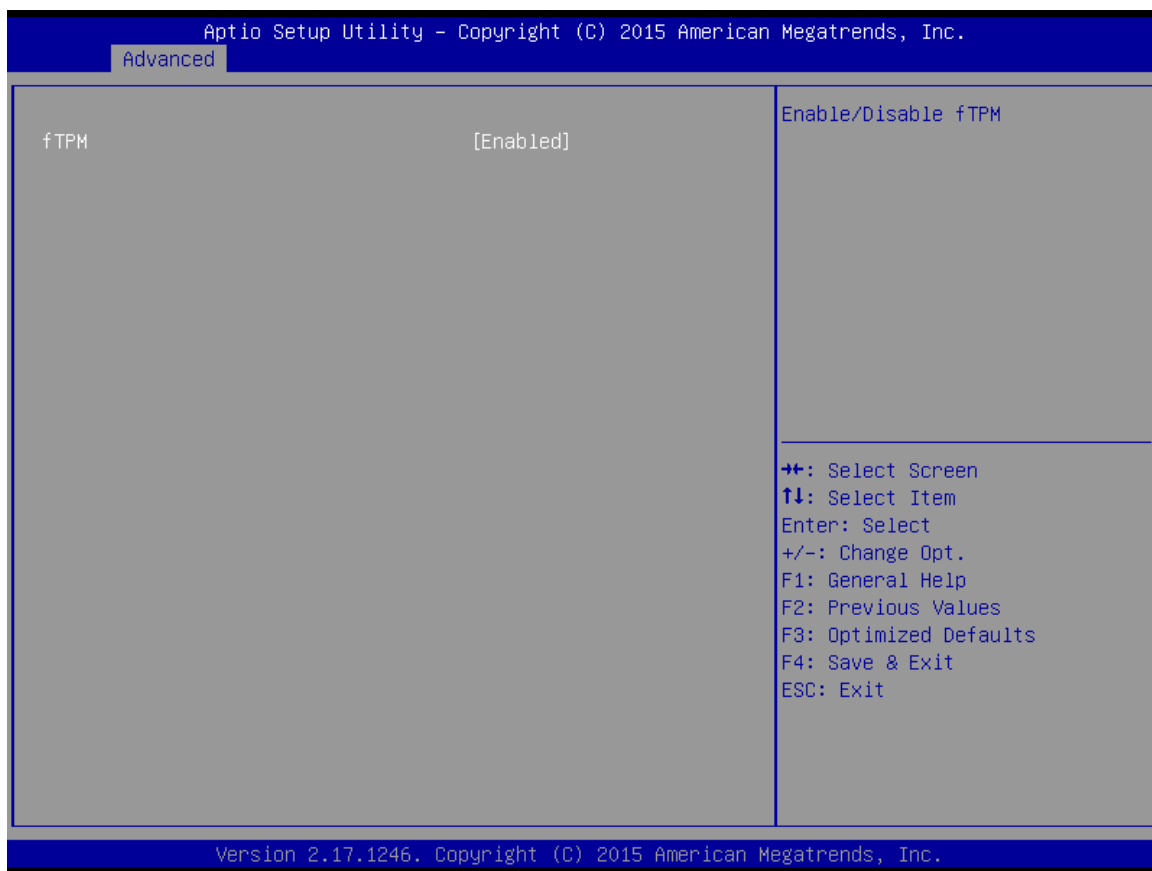 Aptio Setup Utility – Copyright (C) 2015 American Megatrends, Inc.
Advanced
fTPM [Enabled]
Enable/Disable fTPM
→←: Select Screen
↑↓: Select Item
Enter: Select
+/-: Change Opt.
F1: General Help
F2: Previous Values
F3: Optimized Defaults
F4: Save & Exit
ESC: Exit
Version 2.17.1246. Copyright (C) 2015 American Megatrends, Inc.